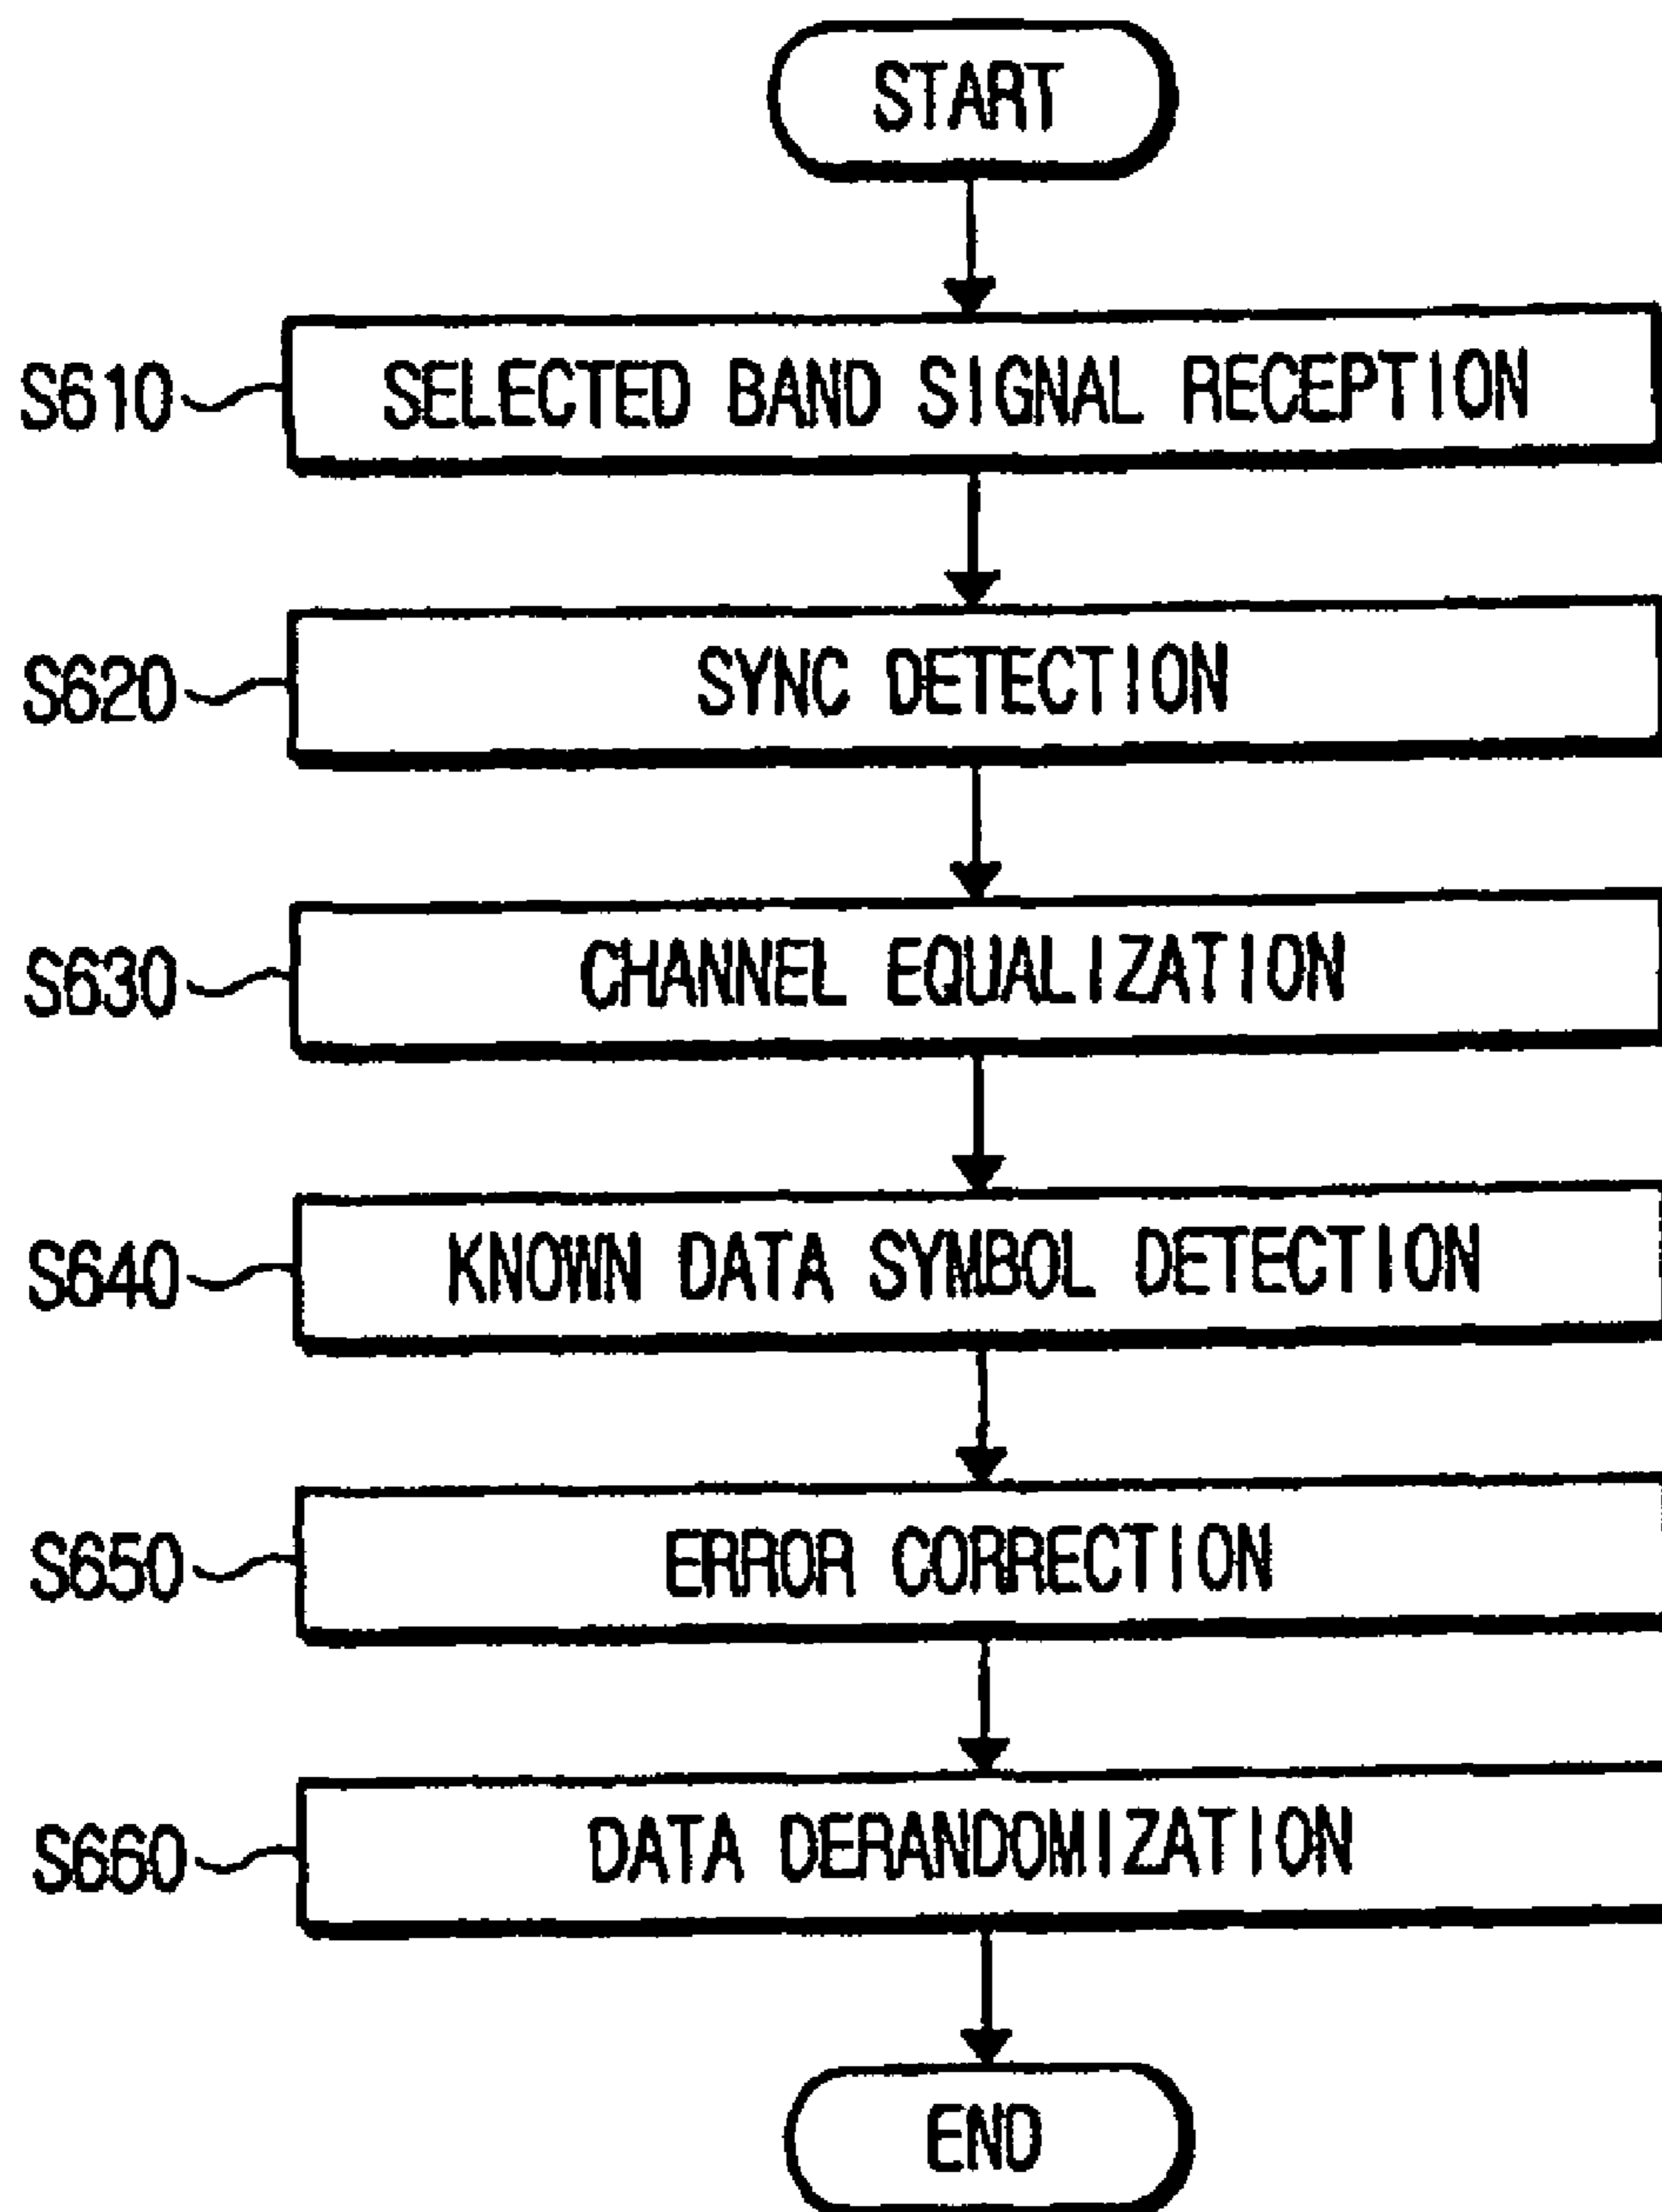 START
S610 SELECTED BAND SIGNAL RECEPTION
S620 SYNC DETECTION
S630 CHANNEL EQUALIZATION
S640 KNOWN DATA SYMBOL DETECTION
S650 ERROR CORRECTION
S660 DATA DERANDOMIZATION
END